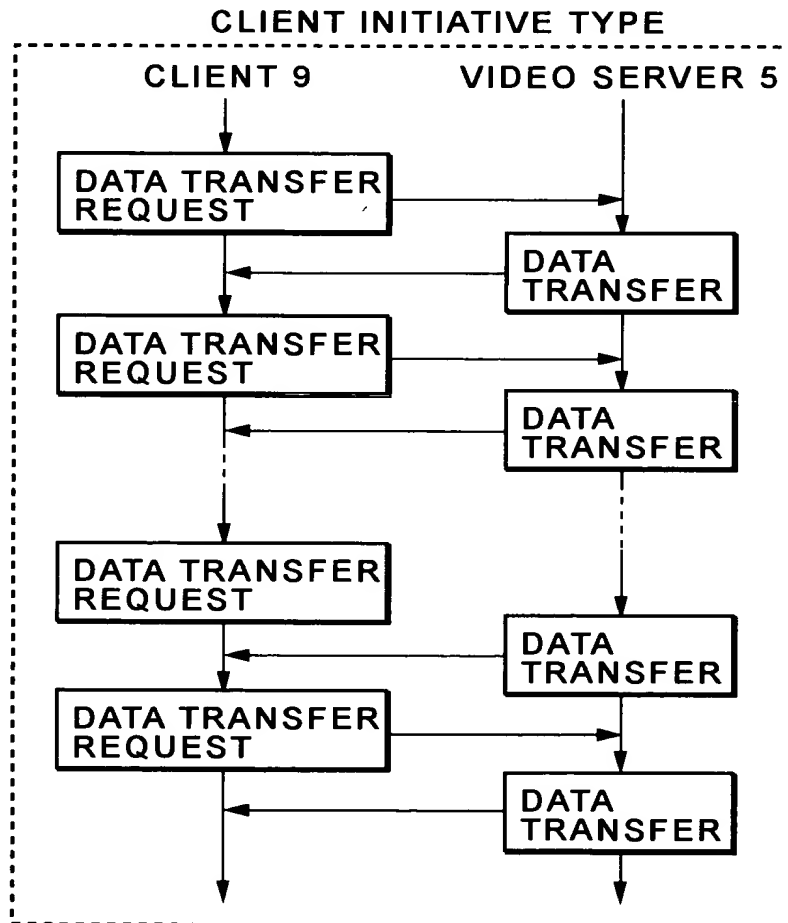 CLIENT INITIATIVE TYPE
CLIENT 9
VIDEO SERVER 5
DATA TRANSFER
REQUEST
DATA
TRANSFER
DATA TRANSFER
REQUEST
DATA
TRANSFER
DATA TRANSFER
REQUEST
DATA
TRANSFER
DATA TRANSFER
REQUEST
DATA
TRANSFER